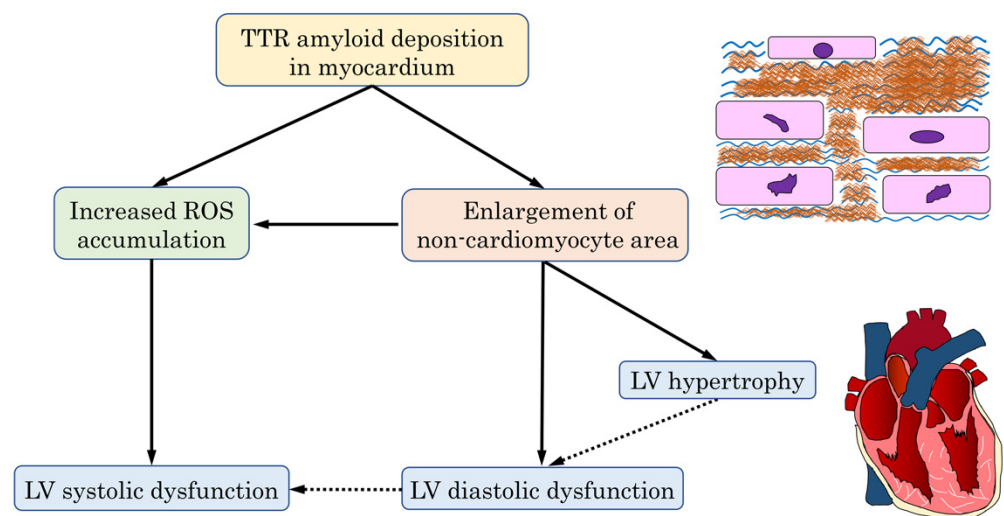 TTR amyloid deposition
in myocardium
Increased ROS
accumulation
Enlargement of
non-cardiomyocyte area
LV hypertrophy
LV systolic dysfunction
LV diastolic dysfunction